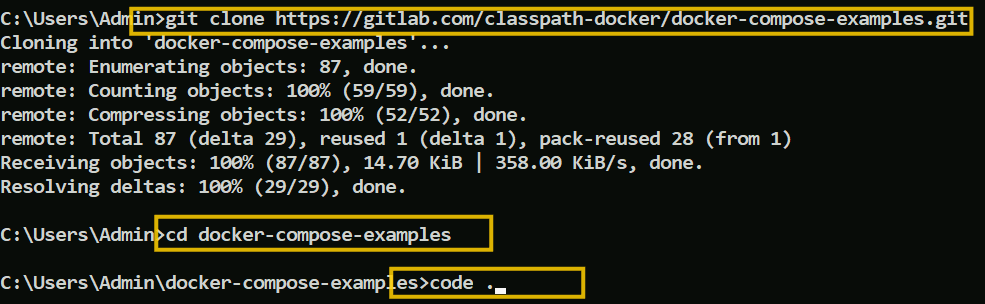 C:\Users\Admin>git clone https://gitlab.com/classpath-docker/docker-compose-examples.git
Cloning into 'docker-compose-examples'...
remote: Enumerating objects: 87, done.
remote: Counting objects: 100% (59/59), done.
remote: Compressing objects: 100% (52/52), done.
remote: Total 87 (delta 29), reused 1 (delta 1), pack-reused 28 (from 1)
Receiving objects: 100% (87/87), 14.70 KiB | 358.00 KiB/s, done.
Resolving deltas: 100% (29/29), done.
C:\Users\Admin>cd docker-compose-examples
C:\Users\Admin\docker-compose-examples>code .